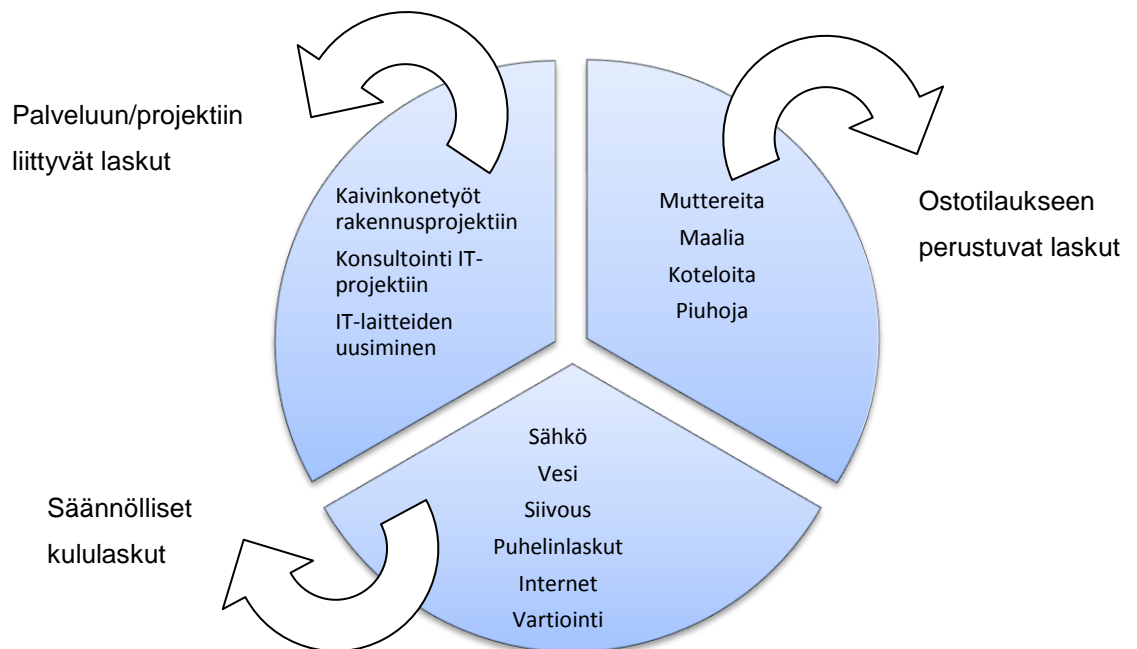 Palveluun/projektiin
liittyvät laskut
Kaivinkonetyöt
rakennusprojektiin
Konsultointi IT-
projektiin
IT-laitteiden
uusiminen
Muttereita
Maalia
Koteloita
Piuhoja
Ostotilaukseen
perustuvat laskut
Säännölliset
kululaskut
Sähkö
Vesi
Siivous
Puhelinlaskut
Internet
Vartiointi